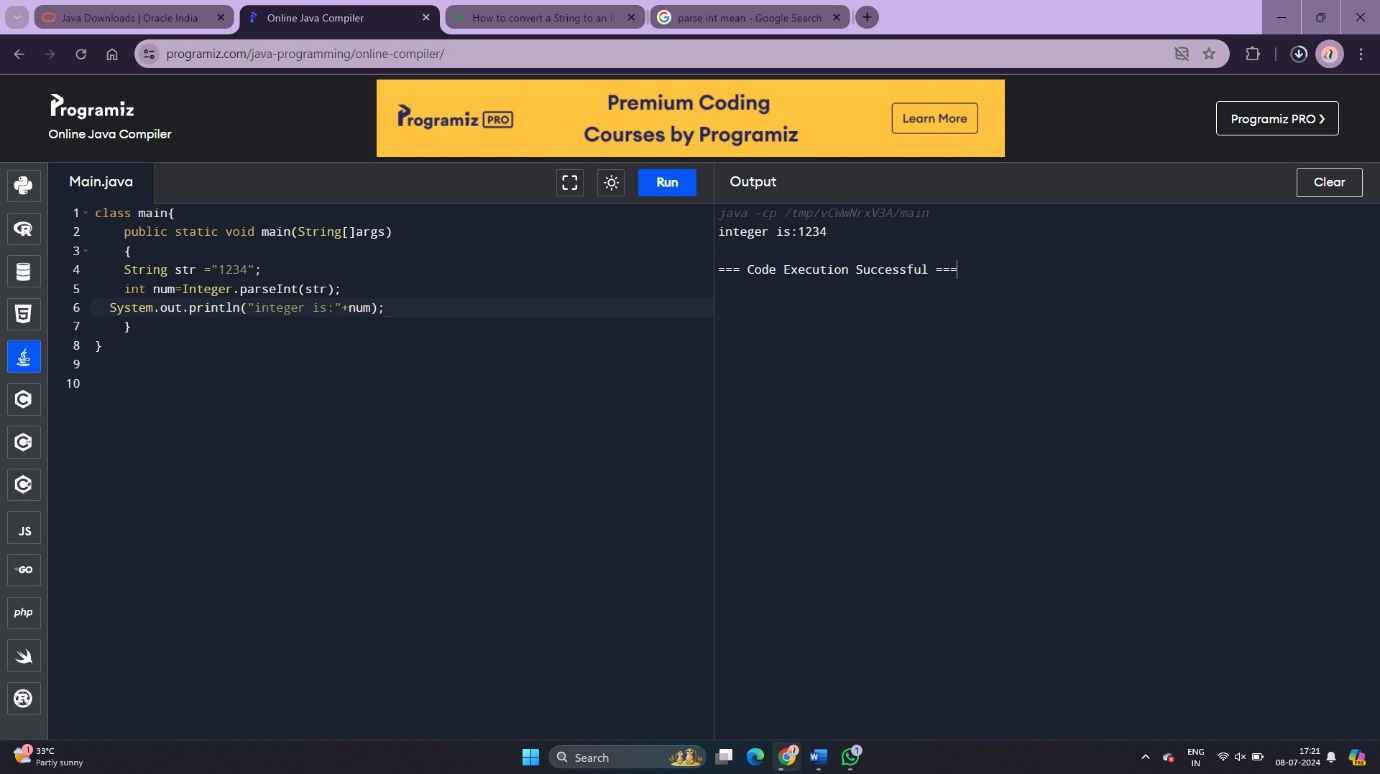 Java Downloads | Oracle India
Online Java Compiler
How to convert a String to an I
parse int mean - Google Search
programiz.com/java-programming/online-compiler/
Programiz
Online Java Compiler
Programiz PRO
Premium Coding
Courses by Programiz
Learn More
Programiz PRO
Main.java
Run
Output
Clear
1 class main{
2 public static void main(String[]args)
3 {
4 String str ="1234";
5 int num=Integer.parseInt(str);
6 System.out.println("integer is:"+num);
7 }
8 }
9
10
java -cp /tmp/vCWwNrxV3A/main
integer is:1234
=== Code Execution Successful ===
JS
GO
php
1
33°C
Partly sunny
Search
1
ENG
IN
17:21
08-07-2024